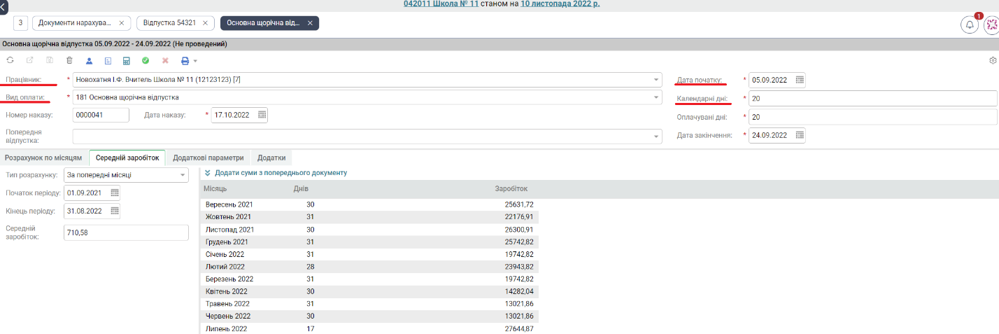 042011 Школа № 11 станом на 10 листопада 2022 р.
3 Документи нарахува... Відпустка 54321 Основна щорічна від... 1
Основна щорічна відпустка 05.09.2022 - 24.09.2022 (Не проведений)
Працівник: * Новохатня І.Ф. Вчитель Школа № 11 (12123123) [7] Дата початку: * 05.09.2022
Вид оплати: * 181 Основна щорічна відпустка Календарні дні: * 20
Номер наказу: 0000041 Дата наказу: * 17.10.2022 Оплачувані дні: * 20
Попередня відпустка: Дата закінчення: * 24.09.2022
Розрахунок по місяцям Середній заробіток Додаткові параметри Додатки
Тип розрахунку: За попередні місяці
Початок періоду: 01.09.2021
Кінець періоду: 31.08.2022
Середній заробіток: 710,58
Додати суми з попереднього документу
Місяць Днів Заробіток
Вересень 2021 30 25631,72
Жовтень 2021 31 22176,91
Листопад 2021 30 26300,91
Грудень 2021 31 25742,82
Січень 2022 31 19742,82
Лютий 2022 28 23943,82
Березень 2022 31 19742,82
Квітень 2022 30 14282,04
Травень 2022 31 13021,86
Червень 2022 30 13021,86
Липень 2022 17 27644,87